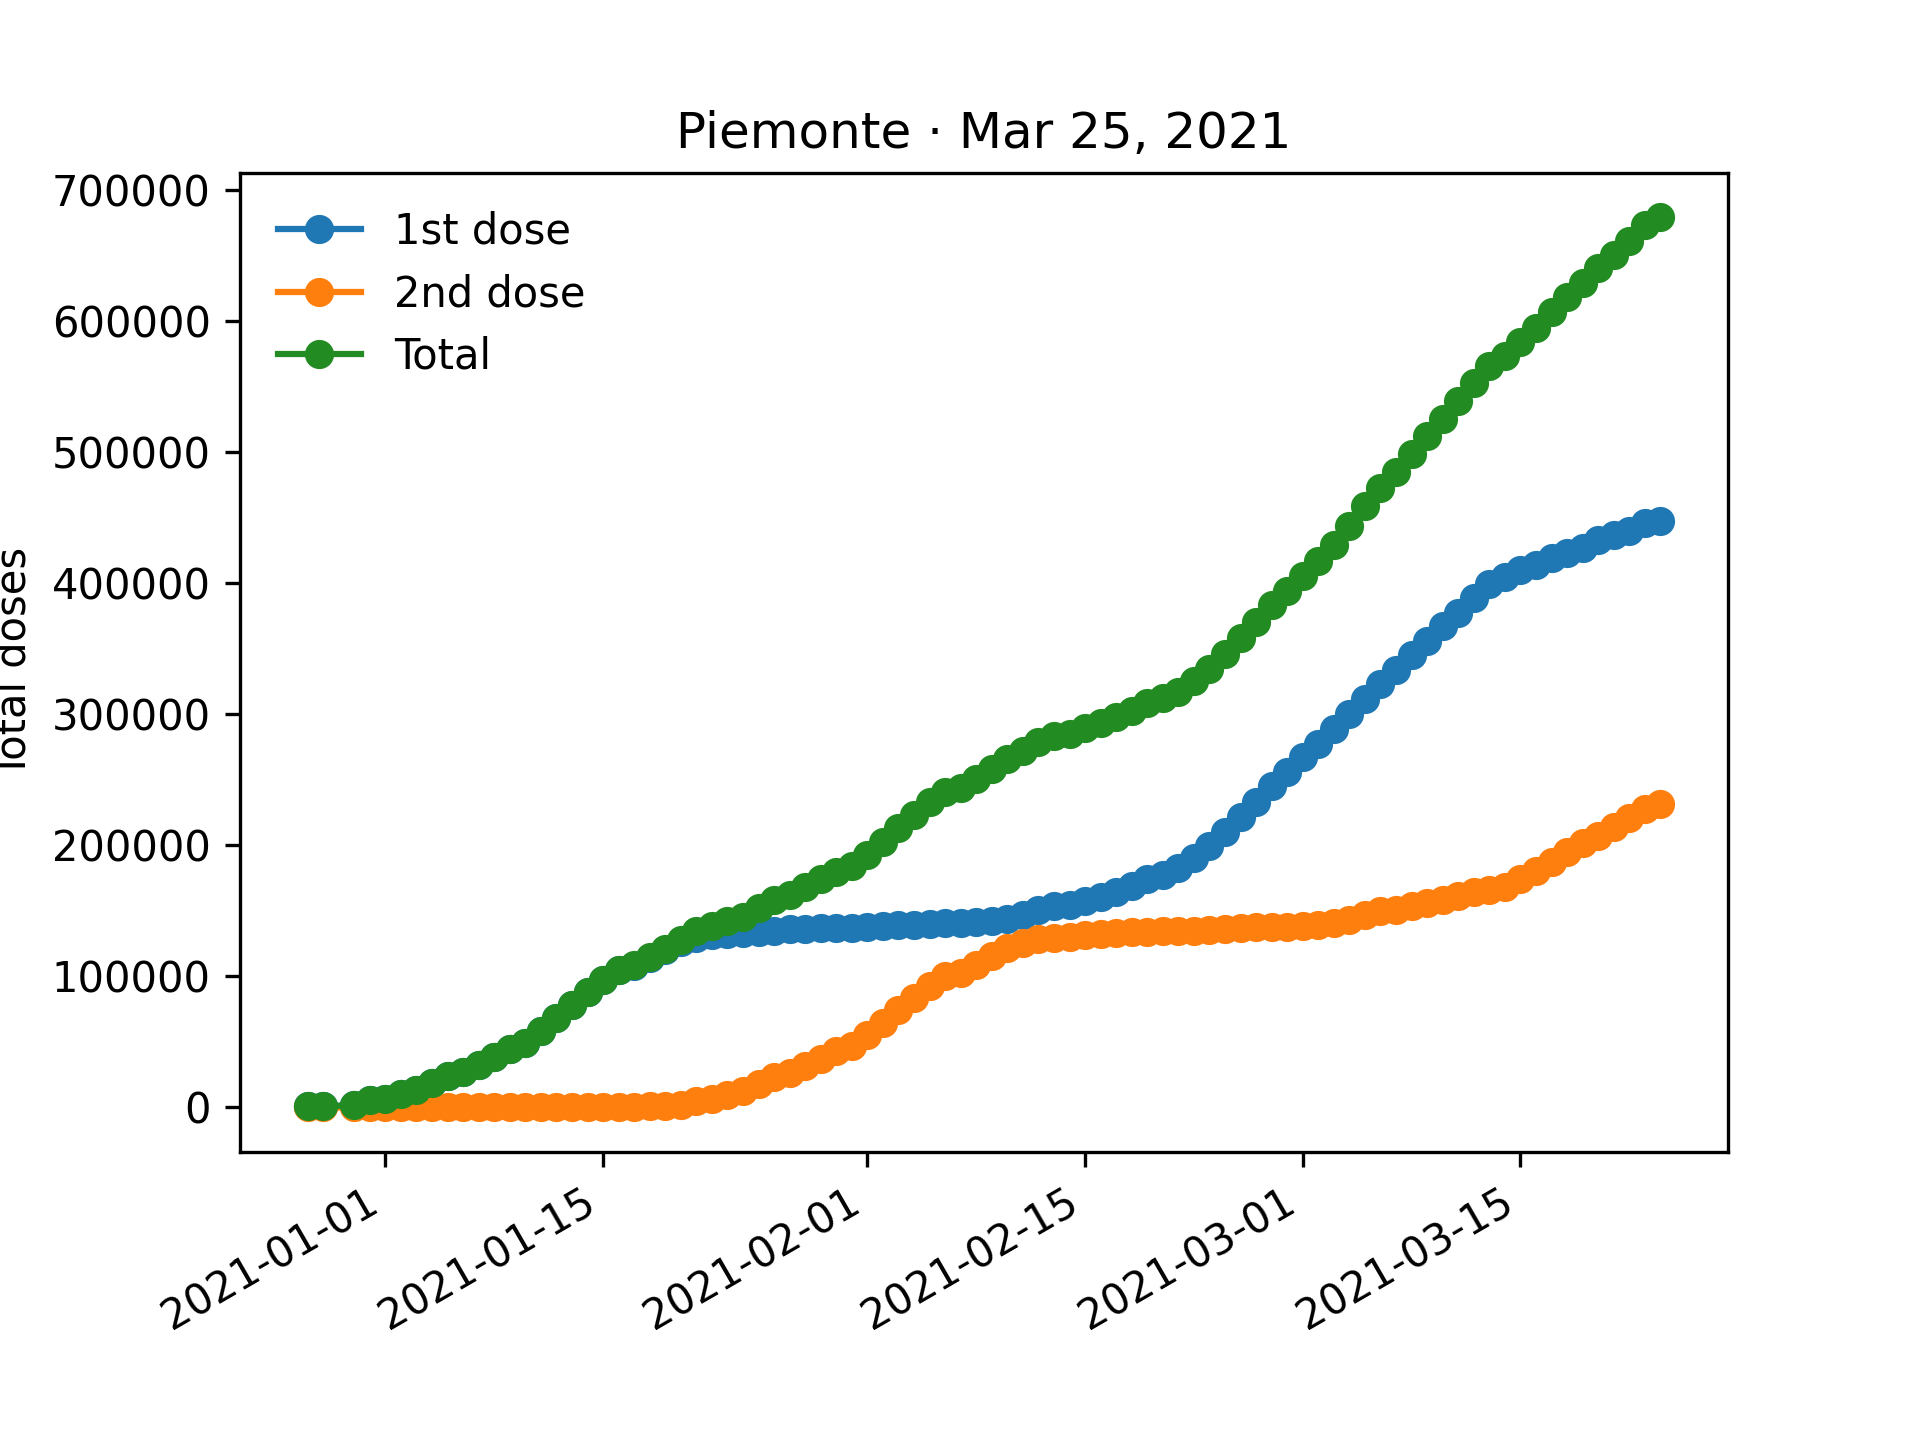 Piemonte · Mar 25, 2021
700000
600000
500000
400000
300000
200000
100000
0
Total doses
1st dose
2nd dose
Total
2021-01-01
2021-01-15
2021-02-01
2021-02-15
2021-03-01
2021-03-15